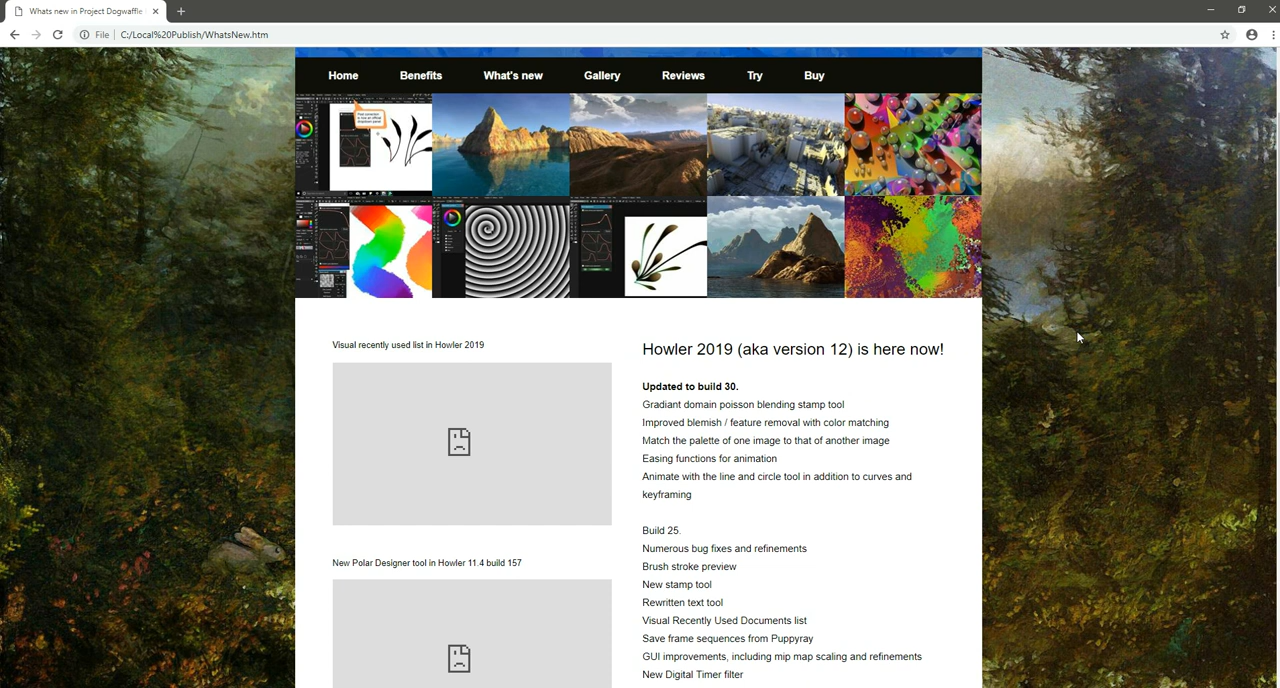 Whats new in Project Dogwaffle
File C:/Local%20Publish/WhatsNew.htm
Home Benefits What's new Gallery Reviews Try Buy
Visual recently used list in Howler 2019
New Polar Designer tool in Howler 11.4 build 157
Howler 2019 (aka version 12) is here now!
Updated to build 30.
Gradiant domain poisson blending stamp tool
Improved blemish / feature removal with color matching
Match the palette of one image to that of another image
Easing functions for animation
Animate with the line and circle tool in addition to curves and
keyframing
Build 25.
Numerous bug fixes and refinements
Brush stroke preview
New stamp tool
Rewritten text tool
Visual Recently Used Documents list
Save frame sequences from Puppyray
GUI improvements, including mip map scaling and refinements
New Digital Timer filter